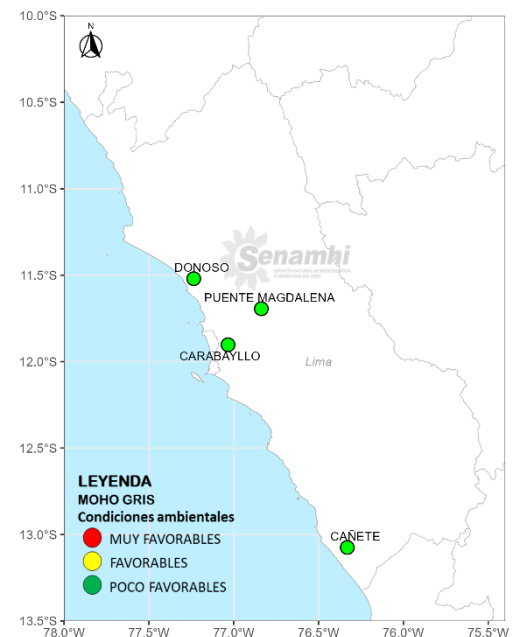 10.0°S
N
10.5°S
11.0°S
Senamhi
11.5°S
DONOSO
PUENTE MAGDALENA
12.0°S
CARABAYLLO
Lima
12.5°S
LEYENDA
MOHO GRIS
Condiciones ambientales
13.0°S
CAÑETE
MUY FAVORABLES
FAVORABLES
POCO FAVORABLES
13.5°S
78.0°W 77.5°W 77.0°W 76.5°W 76.0°W 75.5°W